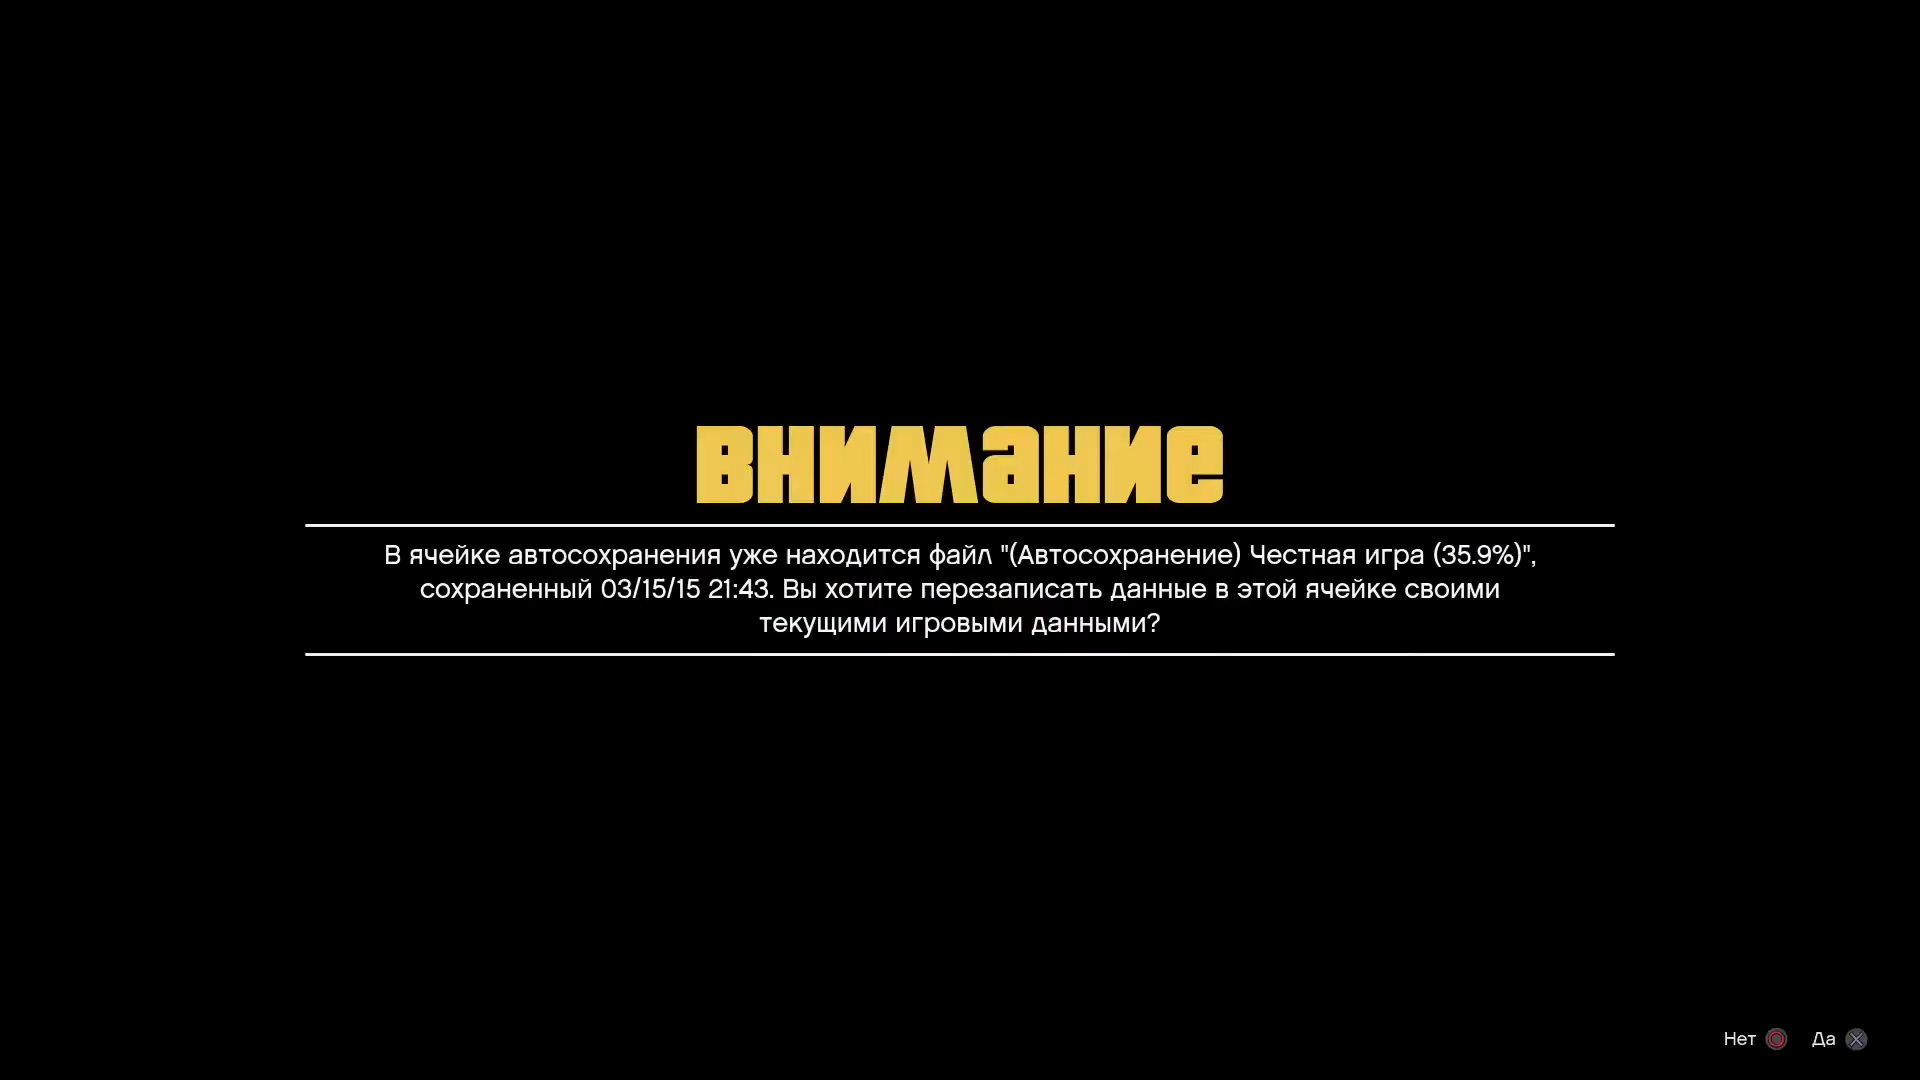 внимание
В ячейке автосохранения уже находится файл "(Автосохранение) Честная игра (35.9%)",
сохраненный 03/15/15 21:43. Вы хотите перезаписать данные в этой ячейке своими
текущими игровыми данными?
Нет Да